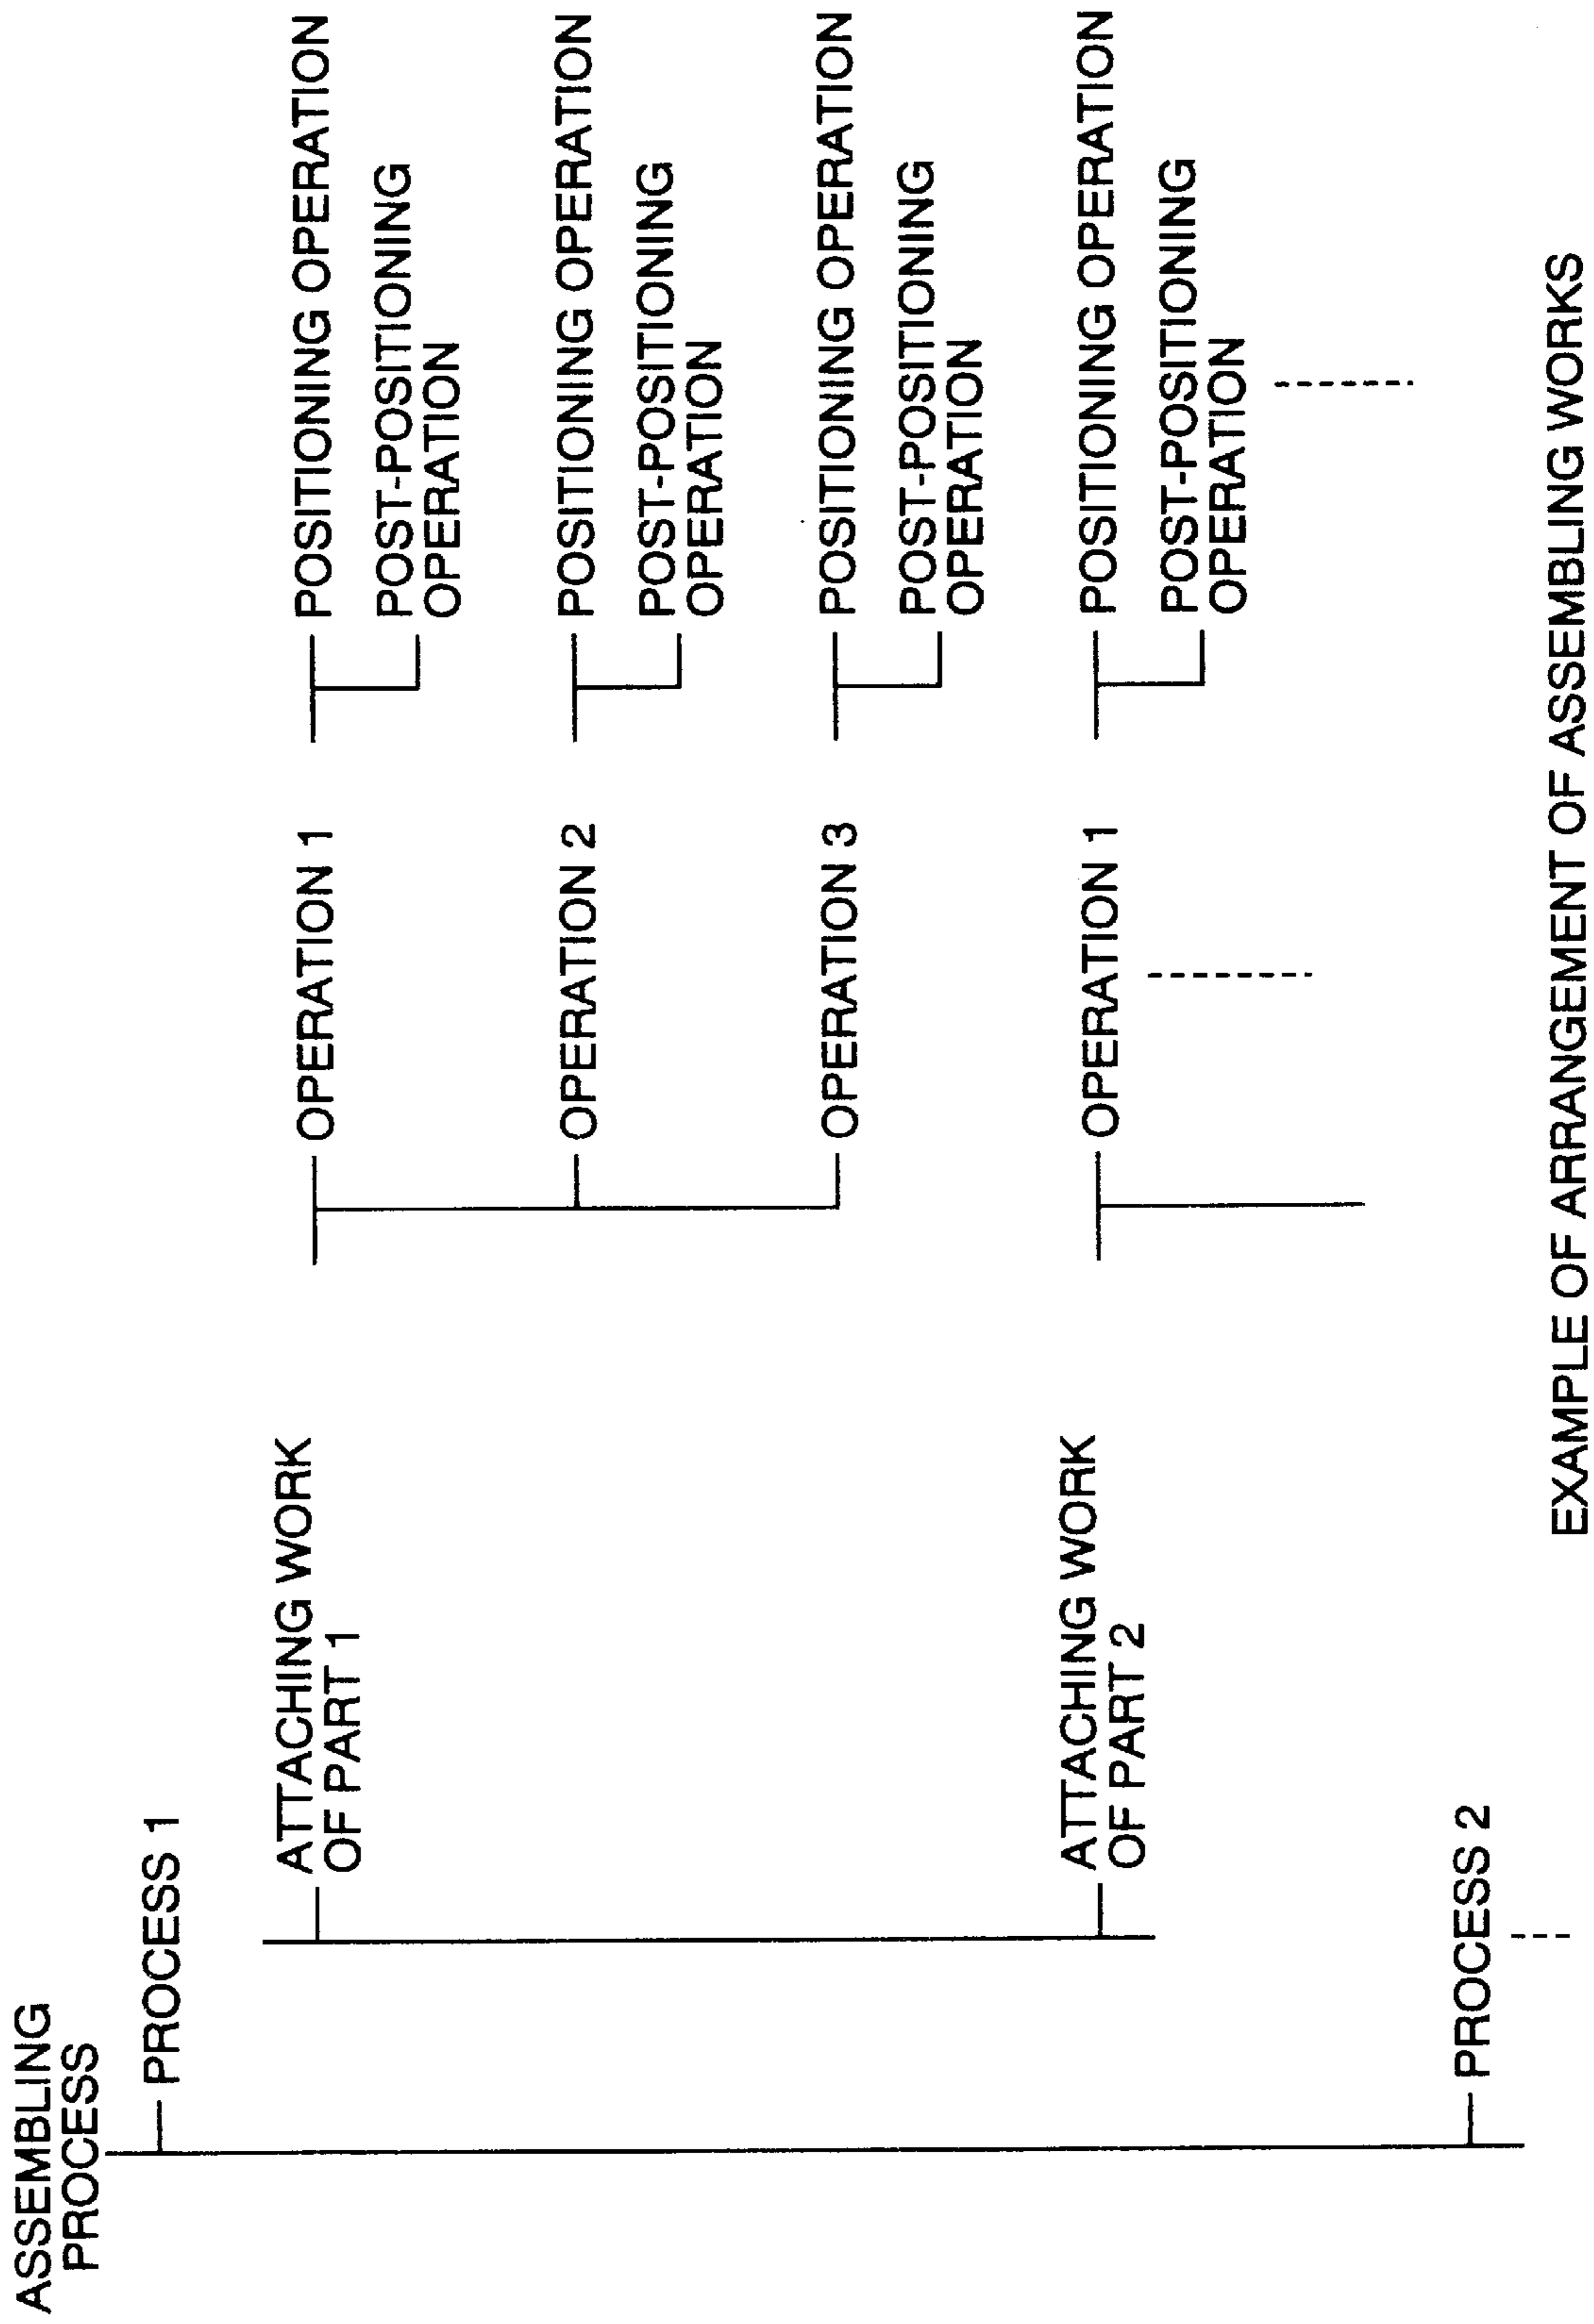 ASSEMBLING
PROCESS
PROCESS 1
ATTACHING WORK
OF PART 1
OPERATION 1
POSITIONING OPERATION
POST-POSITIONING
OPERATION
OPERATION 2
POSITIONING OPERATION
POST-POSITIONING
OPERATION
OPERATION 3
POSITIONING OPERATION
POST-POSITIONING
OPERATION
ATTACHING WORK
OF PART 2
OPERATION 1
POSITIONING OPERATION
POST-POSITIONING
OPERATION
PROCESS 2
EXAMPLE OF ARRANGEMENT OF ASSEMBLING WORKS